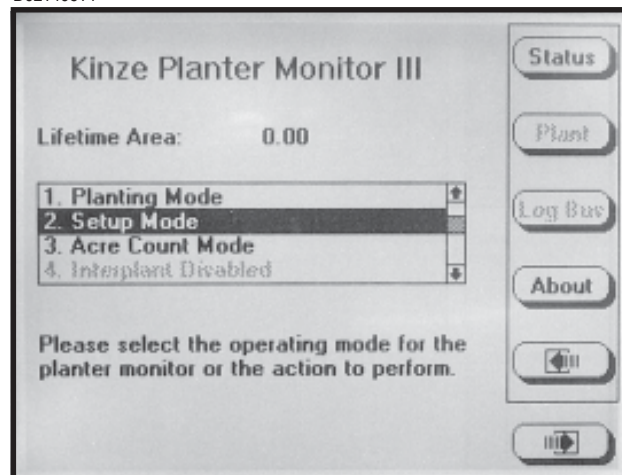 Kinze Planter Monitor III
Lifetime Area: 0.00
1. Planting Mode
2. Setup Mode
3. Acre Count Mode
4. Interplant Disabled
Please select the operating mode for the
planter monitor or the action to perform.
Status
Plant
Log Bus
About